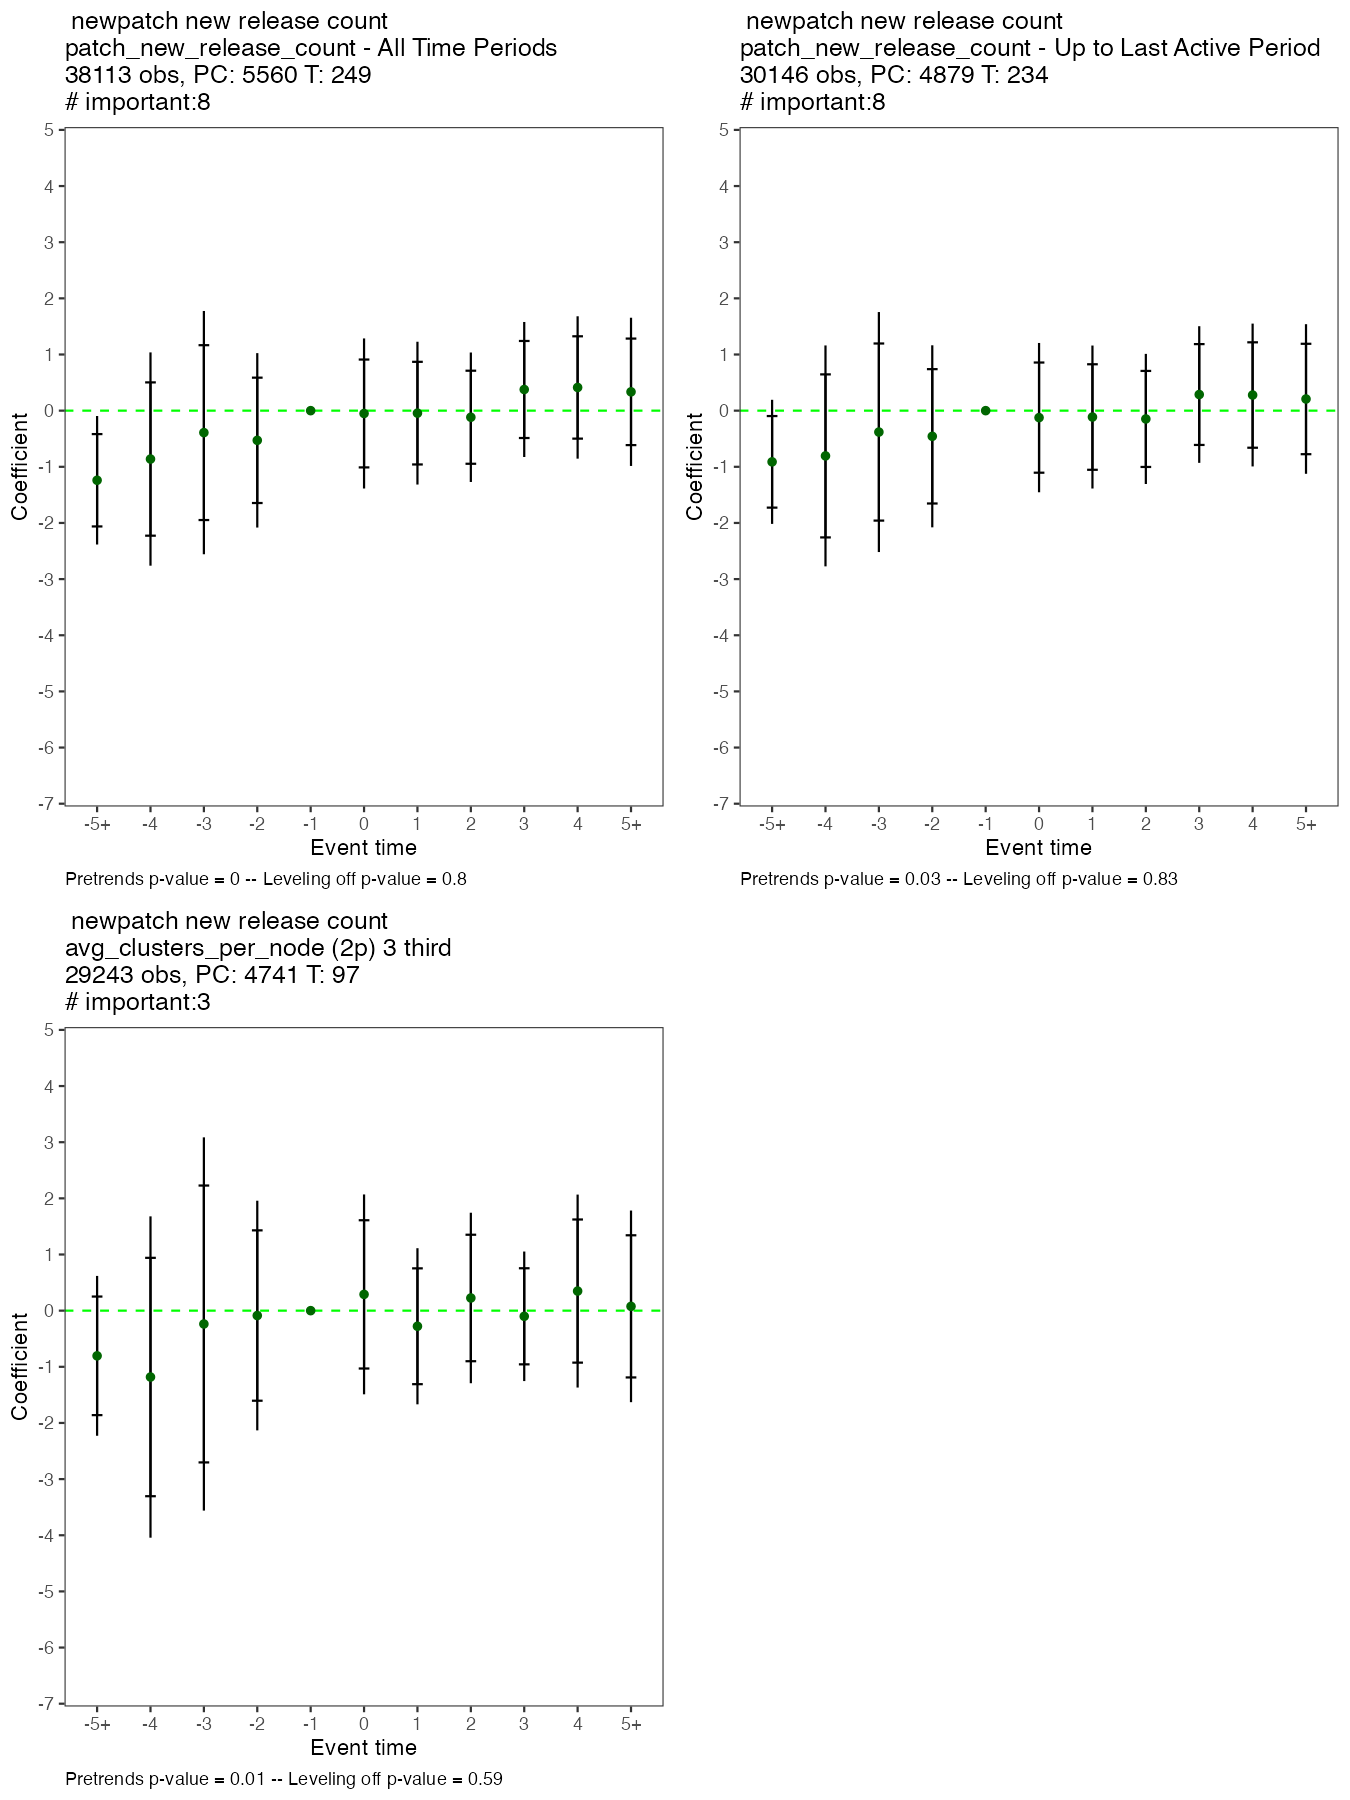 newpatch new release count
patch_new_release_count - All Time Periods
38113 obs, PC: 5560 T: 249
# important:8
5
4
3
2
1
0
-1
-2
-3
-4
-5
-6
-7
Coefficient
-5+ -4 -3 -2 -1 0 1 2 3 4 5+
Event time
Pretrends p-value = 0 -- Leveling off p-value = 0.8
newpatch new release count
patch_new_release_count - Up to Last Active Period
30146 obs, PC: 4879 T: 234
# important:8
5
4
3
2
1
0
-1
-2
-3
-4
-5
-6
-7
Coefficient
-5+ -4 -3 -2 -1 0 1 2 3 4 5+
Event time
Pretrends p-value = 0.03 -- Leveling off p-value = 0.83
newpatch new release count
avg_clusters_per_node (2p) 3 third
29243 obs, PC: 4741 T: 97
# important:3
5
4
3
2
1
0
-1
-2
-3
-4
-5
-6
-7
Coefficient
-5+ -4 -3 -2 -1 0 1 2 3 4 5+
Event time
Pretrends p-value = 0.01 -- Leveling off p-value = 0.59